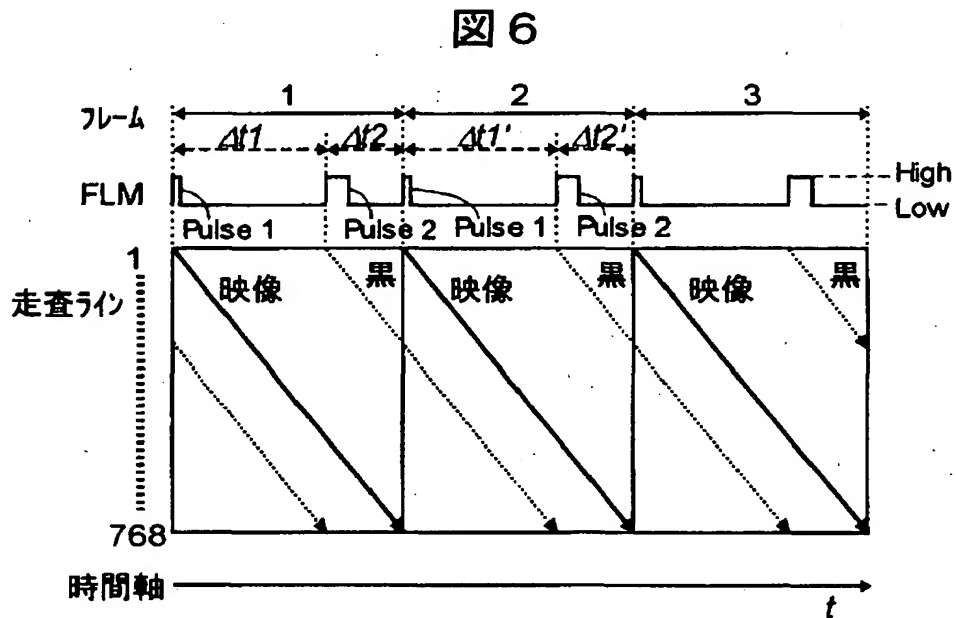 図6
フレーム 1 2 3
Δt1 Δt2 Δt1' Δt2'
FLM High
Low
Pulse 1 Pulse 2 Pulse 1 Pulse 2
1 映像 黒 映像 黒 映像 黒
走査ライン
768
時間軸
t